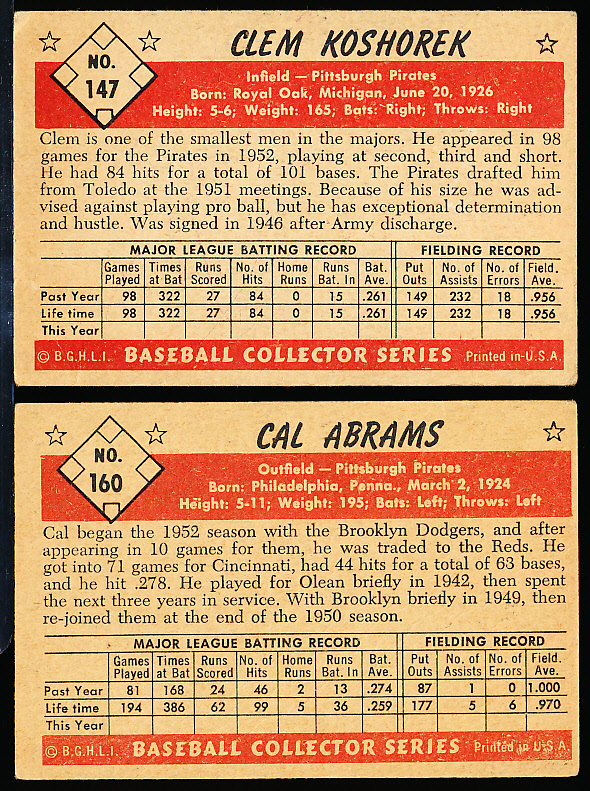 CLEM KOSHOREK
NO.
147
Infield — Pittsburgh Pirates
Born: Royal Oak, Michigan, June 20, 1926
Height: 5-6; Weight: 165; Bats: Right; Throws: Right
Clem is one of the smallest men in the majors. He appeared in 98
games for the Pirates in 1952, playing at second, third and short.
He had 84 hits for a total of 101 bases. The Pirates drafted him
from Toledo at the 1951 meetings. Because of his size he was ad-
vised against playing pro ball, but he has exceptional determination
and hustle. Was signed in 1946 after Army discharge.
MAJOR LEAGUE BATTING RECORD FIELDING RECORD
Games Times Runs No. of Home Runs Bat. Put No. of No. of Field.
Played at Bat Scored Hits Runs Bat. In Ave. Outs Assists Errors Ave.
Past Year 98 322 27 84 0 15 .261 149 232 18 .956
Life time 98 322 27 84 0 15 .261 149 232 18 .956
This Year
© B.G.H.L.I. BASEBALL COLLECTOR SERIES Printed in U.S.A.
CAL ABRAMS
NO.
160
Outfield — Pittsburgh Pirates
Born: Philadelphia, Penna., March 2, 1924
Height: 5-11; Weight: 195; Bats: Left; Throws: Left
Cal began the 1952 season with the Brooklyn Dodgers, and after
appearing in 10 games for them, he was traded to the Reds. He
got into 71 games for Cincinnati, had 44 hits for a total of 63 bases,
and he hit .278. He played for Olean briefly in 1942, then spent
the next three years in service. With Brooklyn briefly in 1949, then
re-joined them at the end of the 1950 season.
MAJOR LEAGUE BATTING RECORD FIELDING RECORD
Games Times Runs No. of Home Runs Bat. Put No. of No. of Field.
Played at Bat Scored Hits Runs Bat. In Ave. Outs Assists Errors Ave.
Past Year 81 168 24 46 2 13 .274 87 1 0 1.000
Life time 194 386 62 99 5 36 .259 177 5 6 .970
This Year
© B.G.H.L.I. BASEBALL COLLECTOR SERIES Printed in U.S.A.